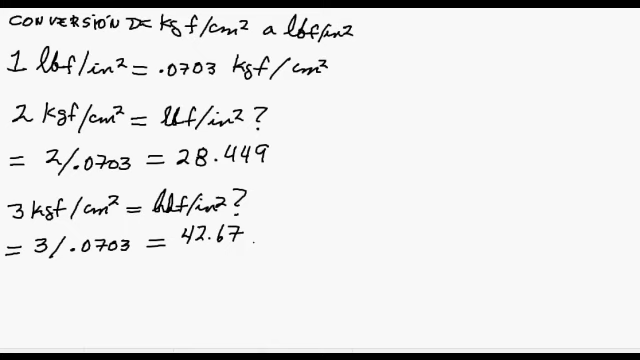 CONVERSIÓN DE kgf/cm² a lbf/in²
1 lbf/in² = .0703 kgf/cm²
2 kgf/cm² = lbf/in²?
= 2/.0703 = 28.449
3 kgf/cm² = lbf/in²?
= 3/.0703 = 42.67